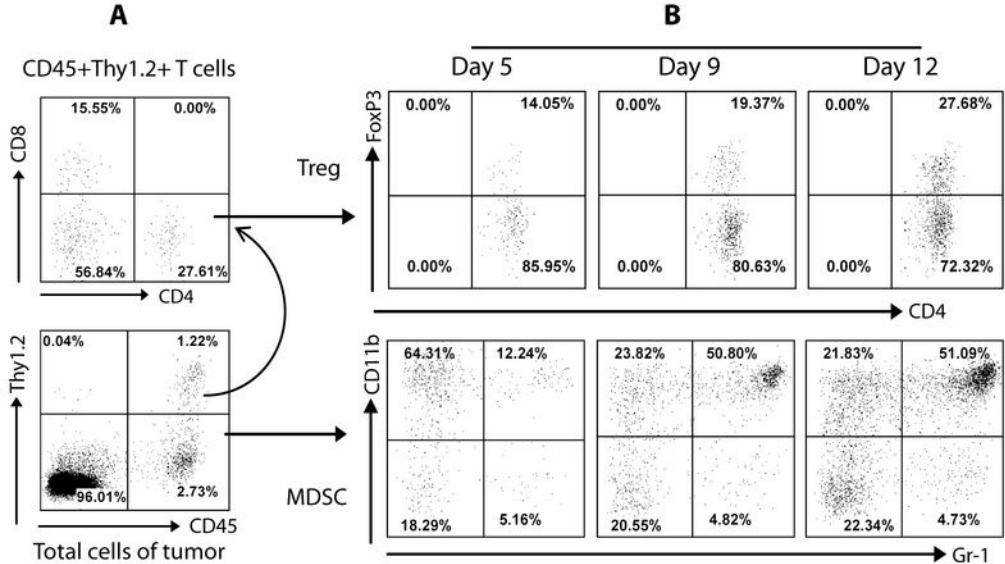 A
B
CD45+Thy1.2+ T cells
Day 5
Day 9
Day 12
CD8
15.55%
0.00%
56.84%
27.61%
CD4
Treg
FoxP3
0.00%
14.05%
0.00%
85.95%
0.00%
19.37%
0.00%
80.63%
0.00%
27.68%
0.00%
72.32%
CD4
Thy1.2
0.04%
1.22%
96.01%
2.73%
CD45
Total cells of tumor
MDSC
CD11b
64.31%
12.24%
18.29%
5.16%
23.82%
50.80%
20.55%
4.82%
21.83%
51.09%
22.34%
4.73%
Gr-1